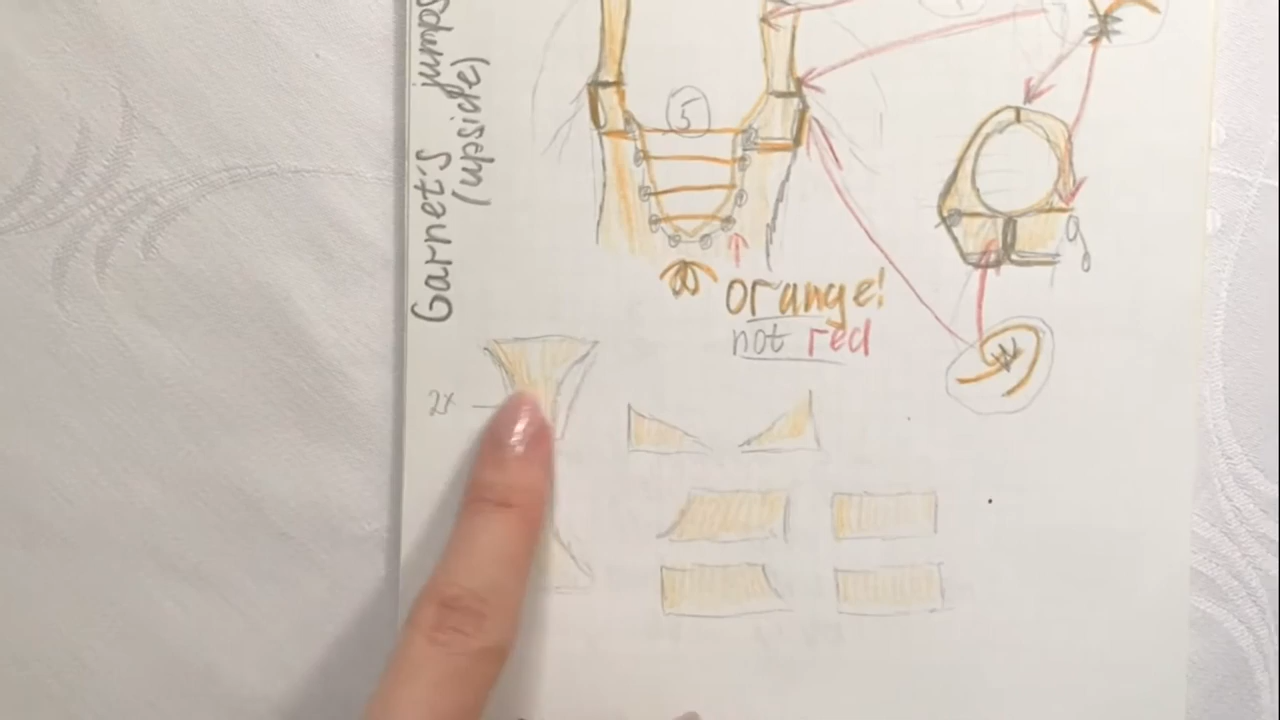 Garnet's jumpsuit
(upside)
5
orange!
not red
2x